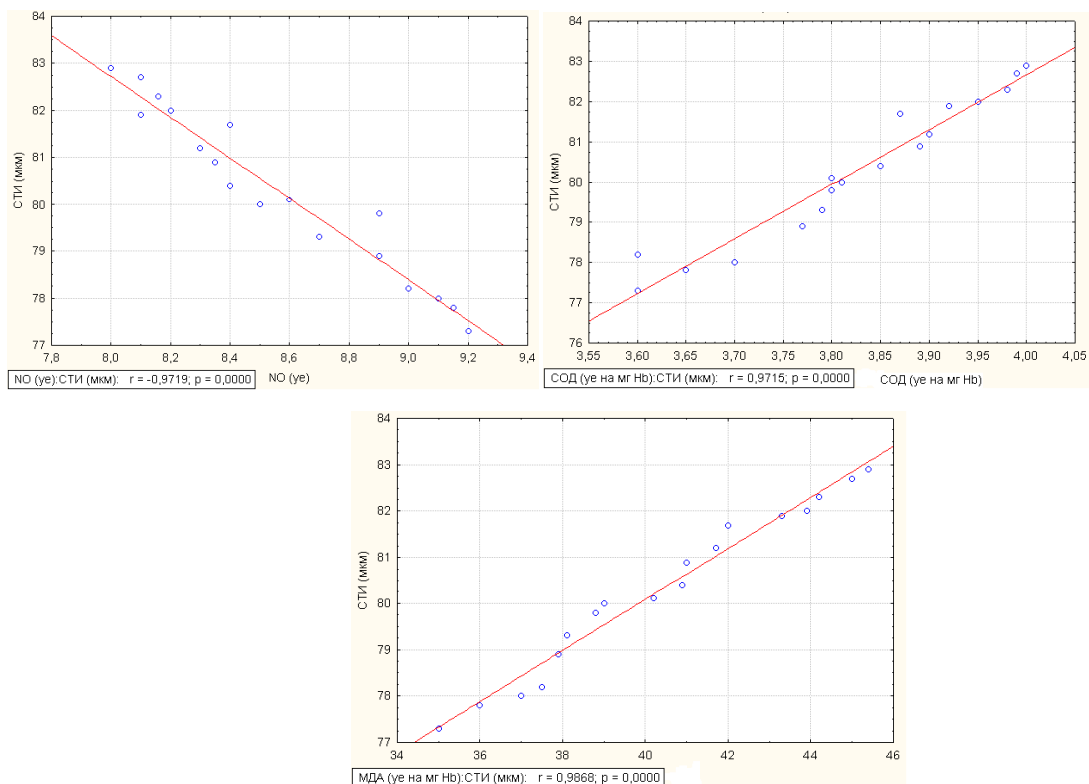 84
83
82
81
80
79
78
77
СТИ (мкм)
7,8 8,0 8,2 8,4 8,6 8,8 9,0 9,2 9,4
NO (уе)
NO (уе):СТИ (мкм): r = -0,9719; p = 0,0000
84
83
82
81
80
79
78
77
76
СТИ (мкм)
3,55 3,60 3,65 3,70 3,75 3,80 3,85 3,90 3,95 4,00 4,05
СОД (уе на мг Hb):СТИ (мкм): r = 0,9715; p = 0,0000
СОД (уе на мг Hb)
84
83
82
81
80
79
78
77
СТИ (мкм)
34 36 38 40 42 44 46
МДА (уе на мг Hb):СТИ (мкм): r = 0,9868; p = 0,0000